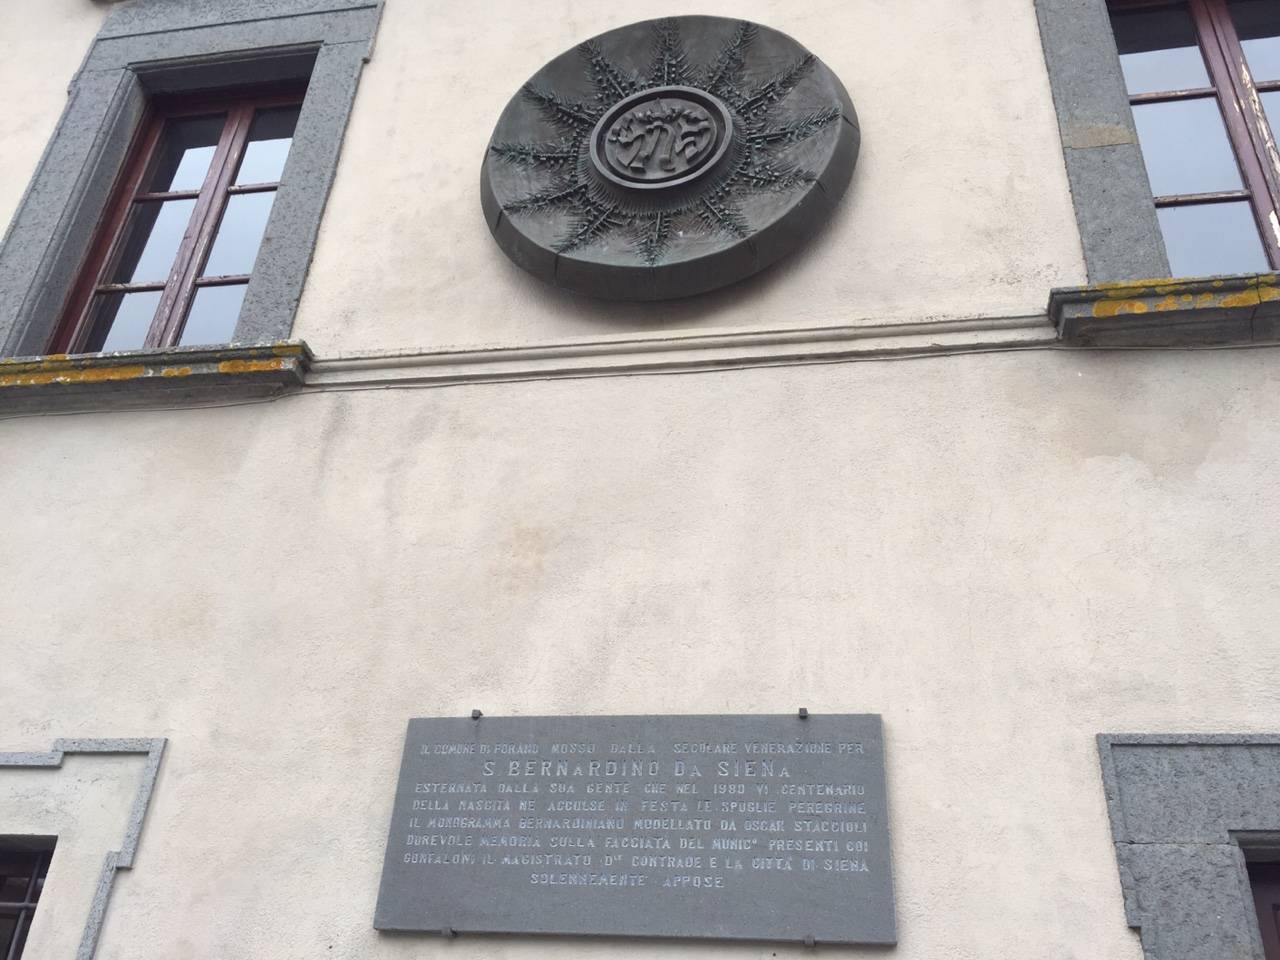 IL COMUNE DI PORANO MOSSO DALLA SECOLARE VENERAZIONE PER
S. BERNARDINO DA SIENA
ESTERNATA DALLA SUA GENTE CHE NEL 1980 VI CENTENARIO
DELLA NASCITA NE ACCOLSE IN FESTA LE SPOGLIE PEREGRINE
IL MONOGRAMMA BERNARDINIANO MODELLATO DA OSCAR STACCIOLI
DUREVOLE MEMORIA SULLA FACCIATA DEL MUNIC° PRESENTI COI
GONFALONI IL MAGISTRATO D'LE CONTRADE E LA CITTÀ DI SIENA
SOLENNEMENTE APPOSE